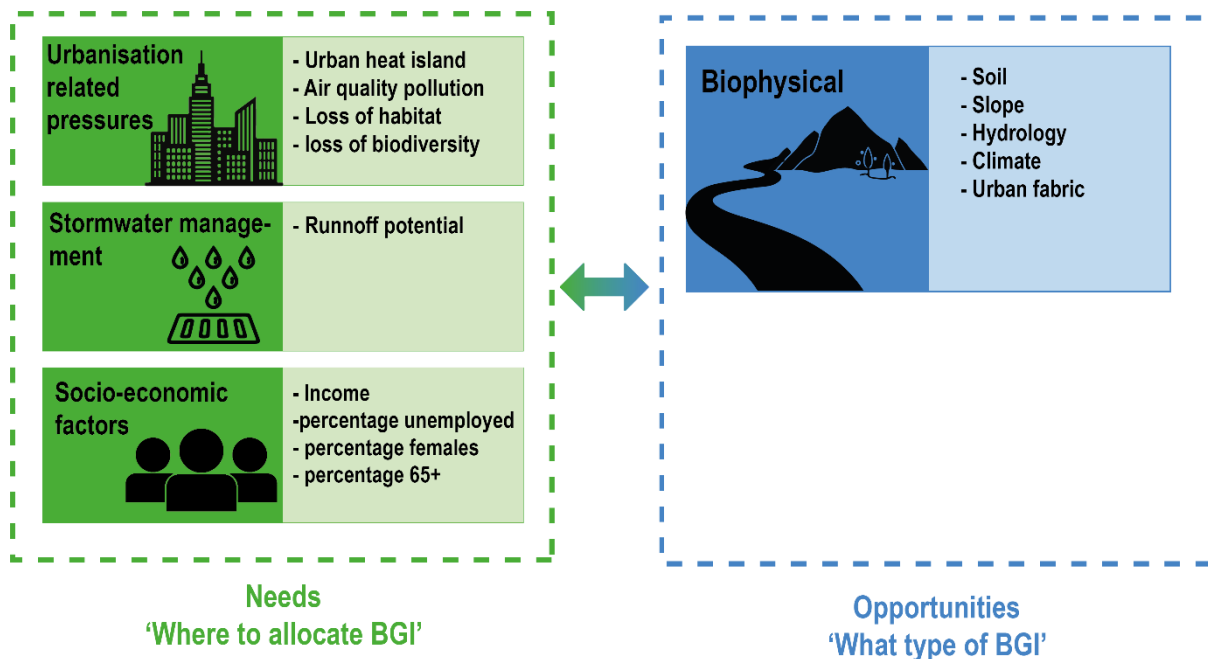 Urbanisation
related
pressures
- Urban heat island
- Air quality pollution
- Loss of habitat
- loss of biodiversity
Stormwater manage-
ment
- Runoff potential
Socio-economic
factors
- Income
-percentage unemployed
- percentage females
- percentage 65+
Needs
‘Where to allocate BGI’
Biophysical
- Soil
- Slope
- Hydrology
- Climate
- Urban fabric
Opportunities
‘What type of BGI’